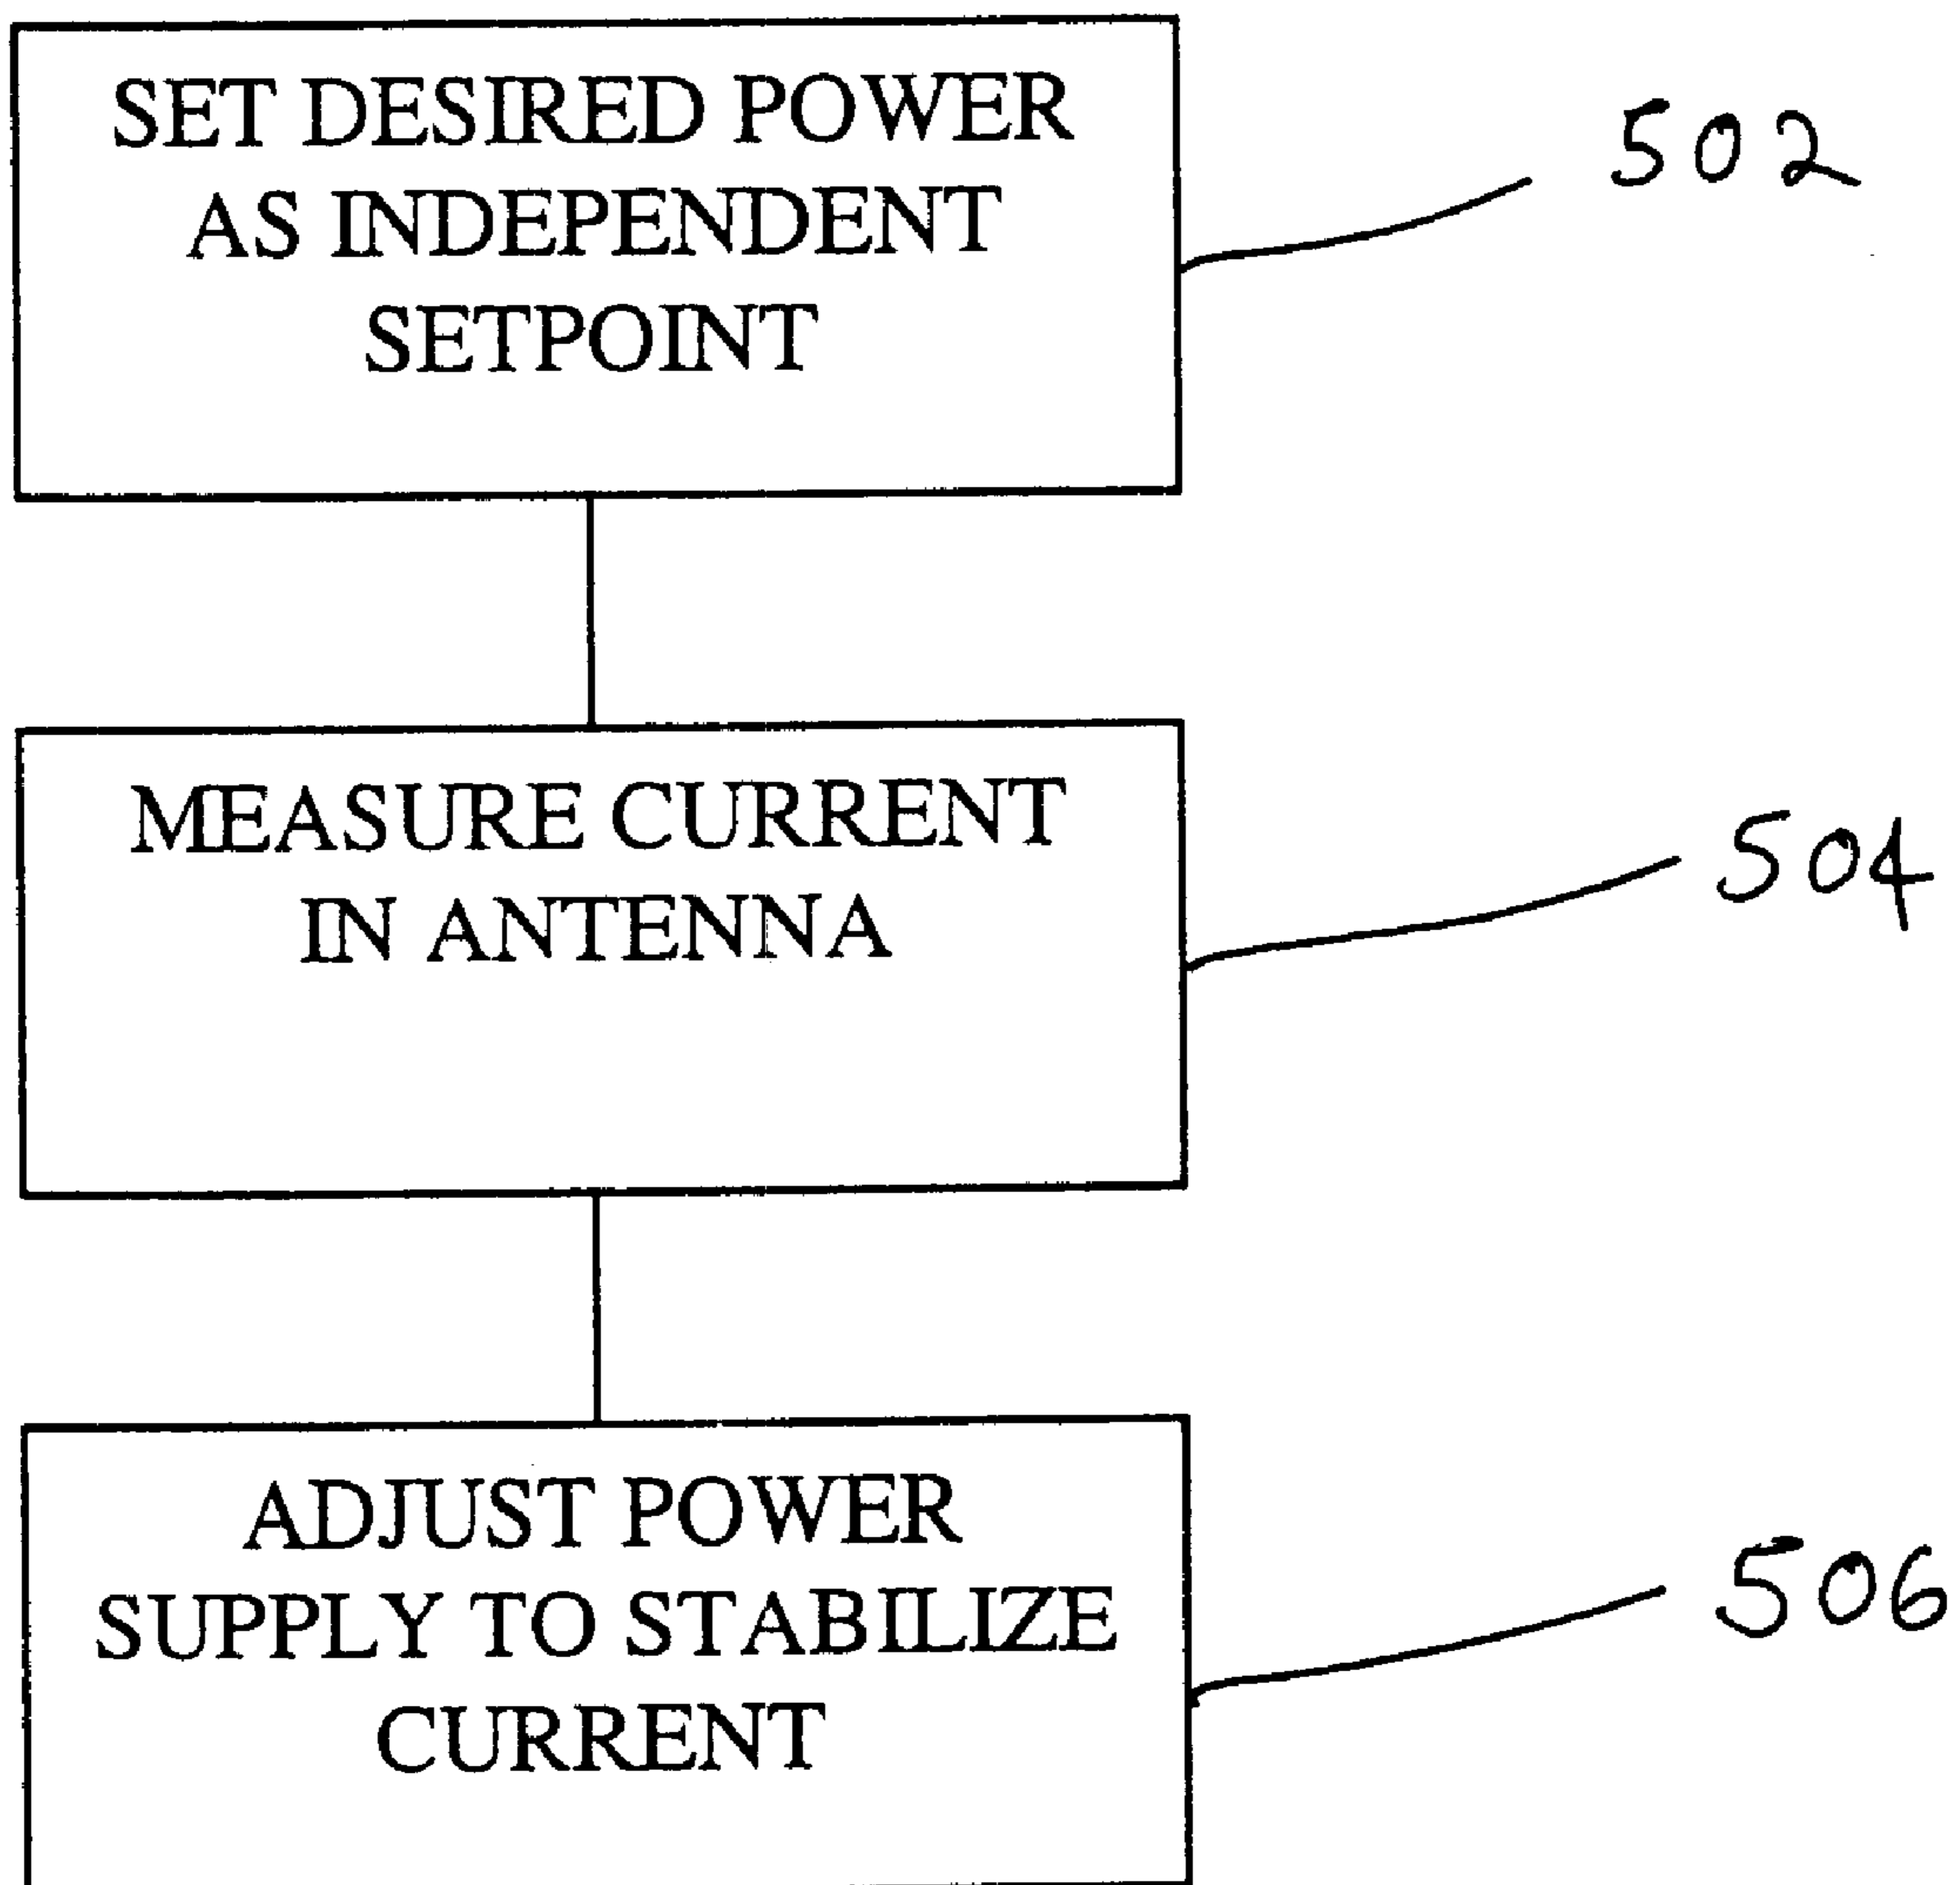 SET DESIRED POWER
AS INDEPENDENT
SETPOINT
502
MEASURE CURRENT
IN ANTENNA
504
ADJUST POWER
SUPPLY TO STABILIZE
CURRENT
506